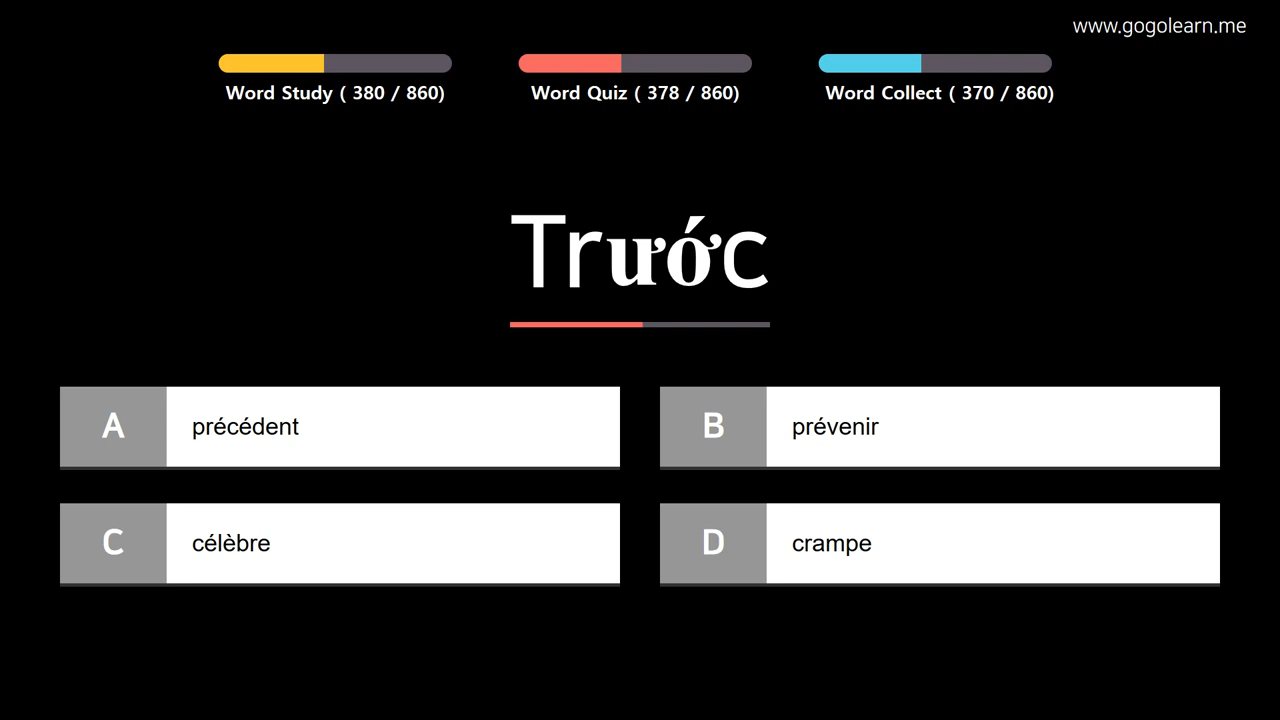 www.gogolearn.me
Word Study ( 380 / 860)
Word Quiz ( 378 / 860)
Word Collect ( 370 / 860)
Trước
A précédent
B prévenir
C célèbre
D crampe